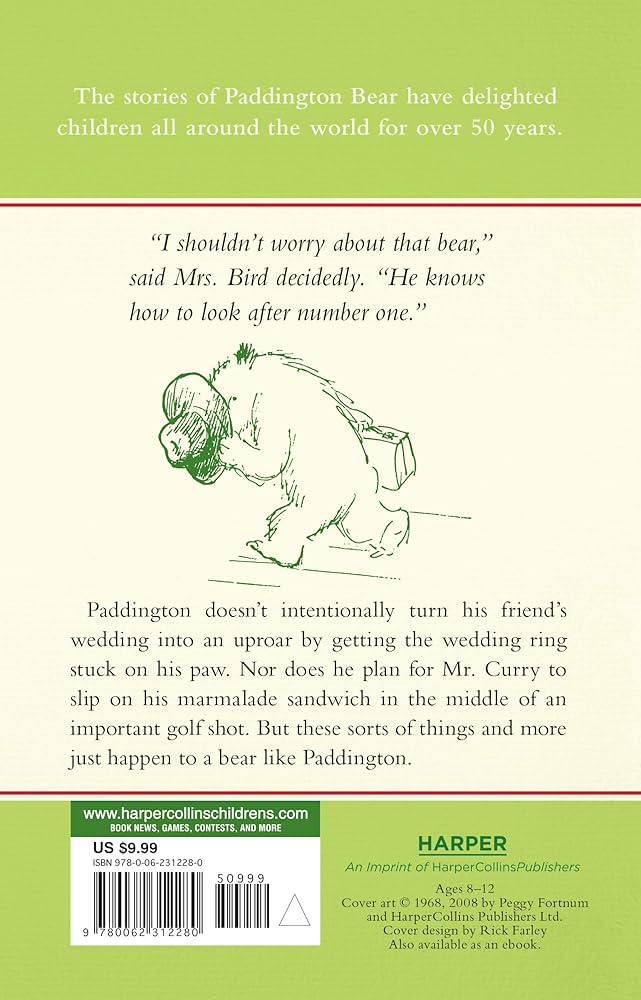 The stories of Paddington Bear have delighted
children all around the world for over 50 years.
“I shouldn’t worry about that bear,”
said Mrs. Bird decidedly. “He knows
how to look after number one.”
Paddington doesn’t intentionally turn his friend’s
wedding into an uproar by getting the wedding ring
stuck on his paw. Nor does he plan for Mr. Curry to
slip on his marmalade sandwich in the middle of an
important golf shot. But these sorts of things and more
just happen to a bear like Paddington.
www.harpercollinschildrens.com
BOOK NEWS, GAMES, CONTESTS, AND MORE
US $9.99
ISBN 978-0-06-231228-0
50999
9 780062 312280
HARPER
An Imprint of HarperCollinsPublishers
Ages 8–12
Cover art © 1968, 2008 by Peggy Fortnum
and HarperCollins Publishers Ltd.
Cover design by Rick Farley
Also available as an ebook.